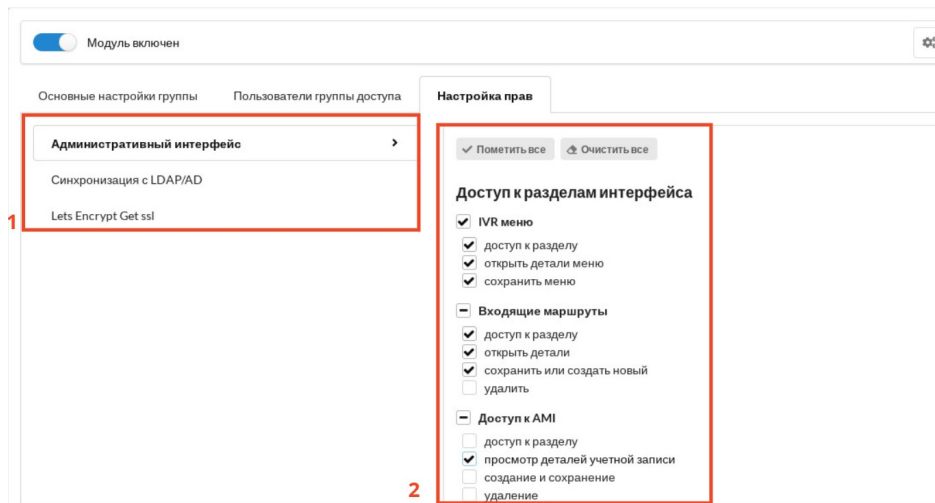 Модуль включен
Основные настройки группы Пользователи группы доступа Настройка прав
Административный интерфейс
Синхронизация с LDAP/AD
Lets Encrypt Get ssl
1
Пометить все Очистить все
Доступ к разделам интерфейса
IVR меню
доступ к разделу
открыть детали меню
сохранить меню
Входящие маршруты
доступ к разделу
открыть детали
сохранить или создать новый
удалить
Доступ к AMI
доступ к разделу
просмотр деталей учетной записи
создание и сохранение
удаление
2